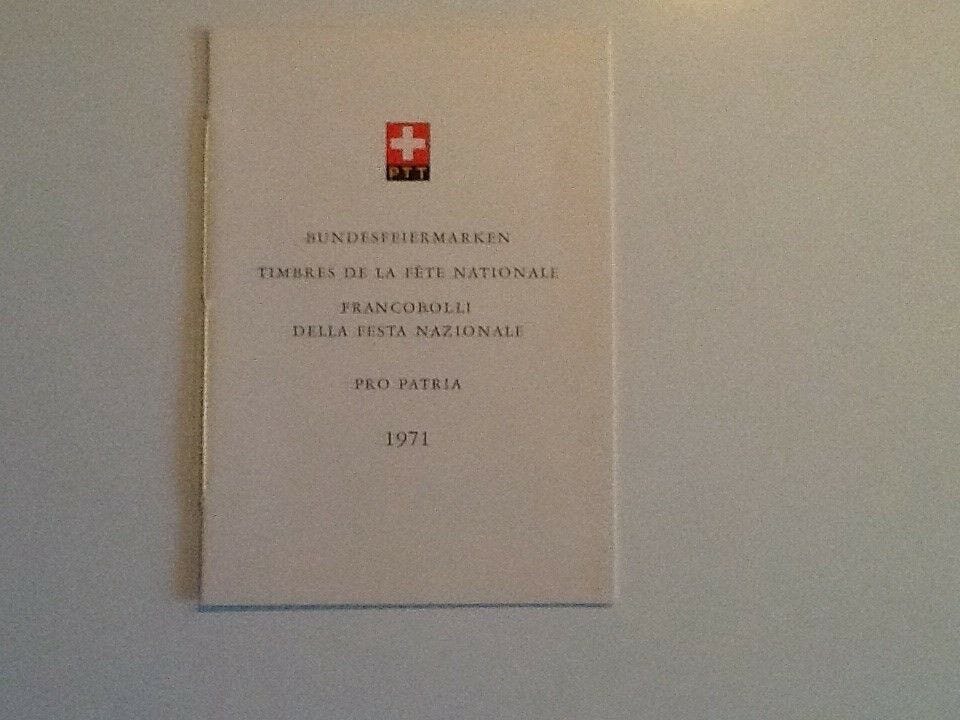 PTT
BUNDESFEIERMARKEN
TIMBRES DE LA FÊTE NATIONALE
FRANCOBOLLI
DELLA FESTA NAZIONALE
PRO PATRIA
1971